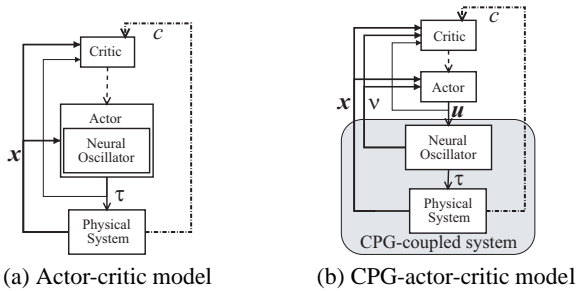 c
Critic
Actor
Neural
Oscillator
x
τ
Physical
System
(a) Actor-critic model
c
Critic
Actor
x
ν
u
Neural
Oscillator
τ
Physical
System
CPG-coupled system
(b) CPG-actor-critic model